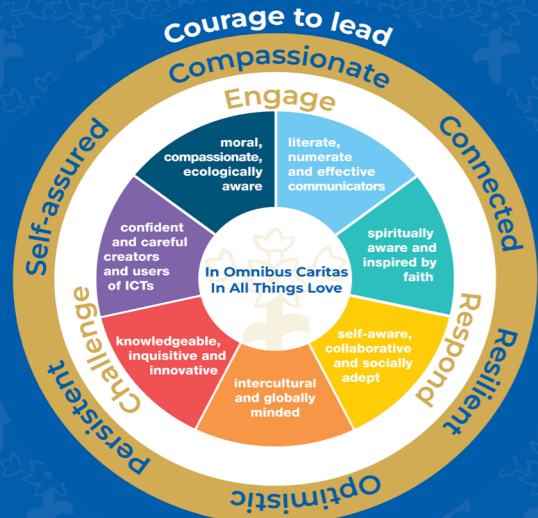 Courage to lead
Compassionate
Connected
Resilient
Optimistic
Persistent
Self-assured
Engage
Respond
Challenge
literate,
numerate
and effective
communicators
spiritually
aware and
inspired by
faith
self-aware,
collaborative
and socially
adept
intercultural
and globally
minded
knowledgeable,
inquisitive and
innovative
confident
and careful
creators
and users
of ICTs
moral,
compassionate,
ecologically
aware
In Omnibus Caritas
In All Things Love